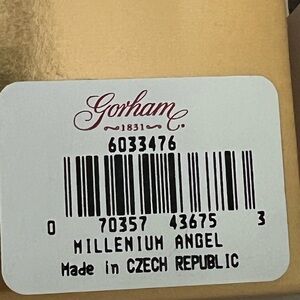 Gorham
1831
6033476
0 70357 43675 3
MILLENIUM ANGEL
Made in CZECH REPUBLIC